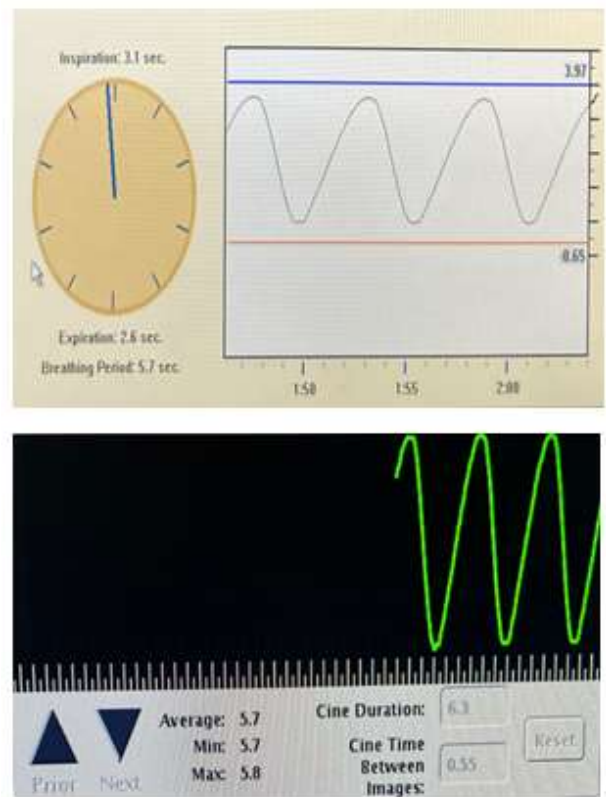 Inspiration: 3.1 sec.
3.97
-0.65
Expiration: 2.6 sec.
Breathing Period: 5.7 sec.
1:50
1:55
2:00
Average: 5.7
Min: 5.7
Max: 5.8
Cine Duration: 6.3
Cine Time
Between
Images: 0.55
Reset
Prior
Next